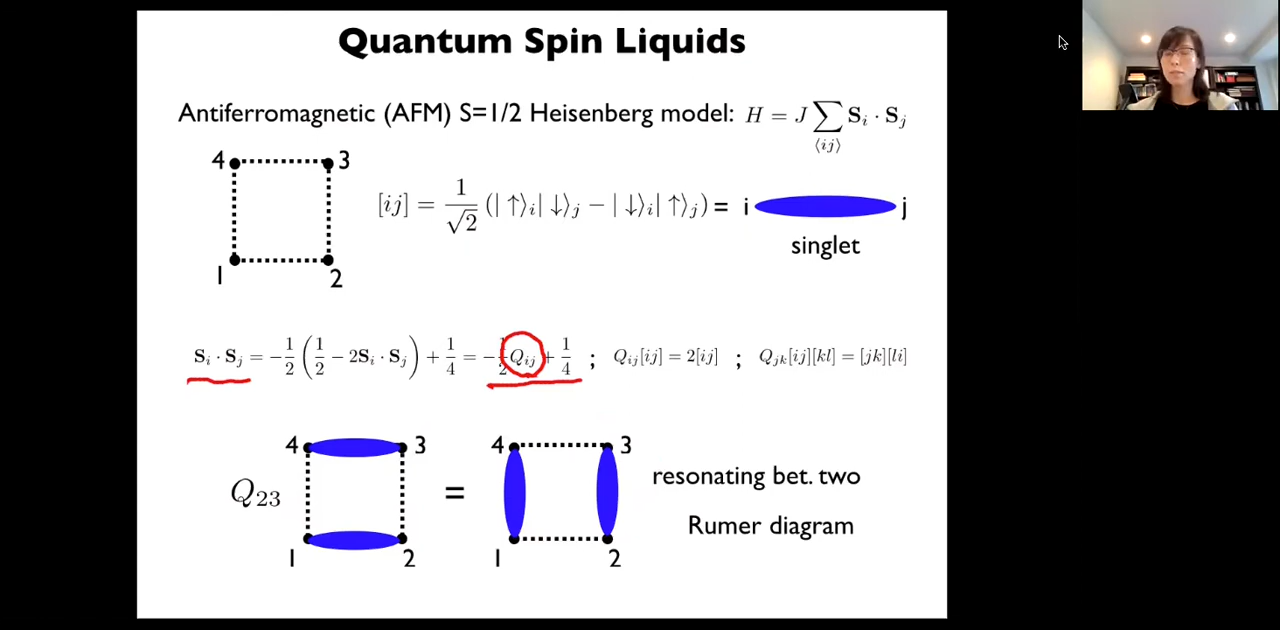 Quantum Spin Liquids
Antiferromagnetic (AFM) S=1/2 Heisenberg model: H = J ∑⟨ij⟩ S_i · S_j
4 3
1 2
[ij] = 1/√2 (| ↑⟩_i| ↓⟩_j − | ↓⟩_i| ↑⟩_j) = i j
singlet
S_i · S_j = −1/2 (1/2 − 2S_i · S_j) + 1/4 = −1/2 Q_ij + 1/4 ; Q_ij[ij] = 2[ij] ; Q_jk[ij][kl] = [jk][li]
4 3 4 3
resonating bet. two
Q_23 =
Rumer diagram
1 2 1 2